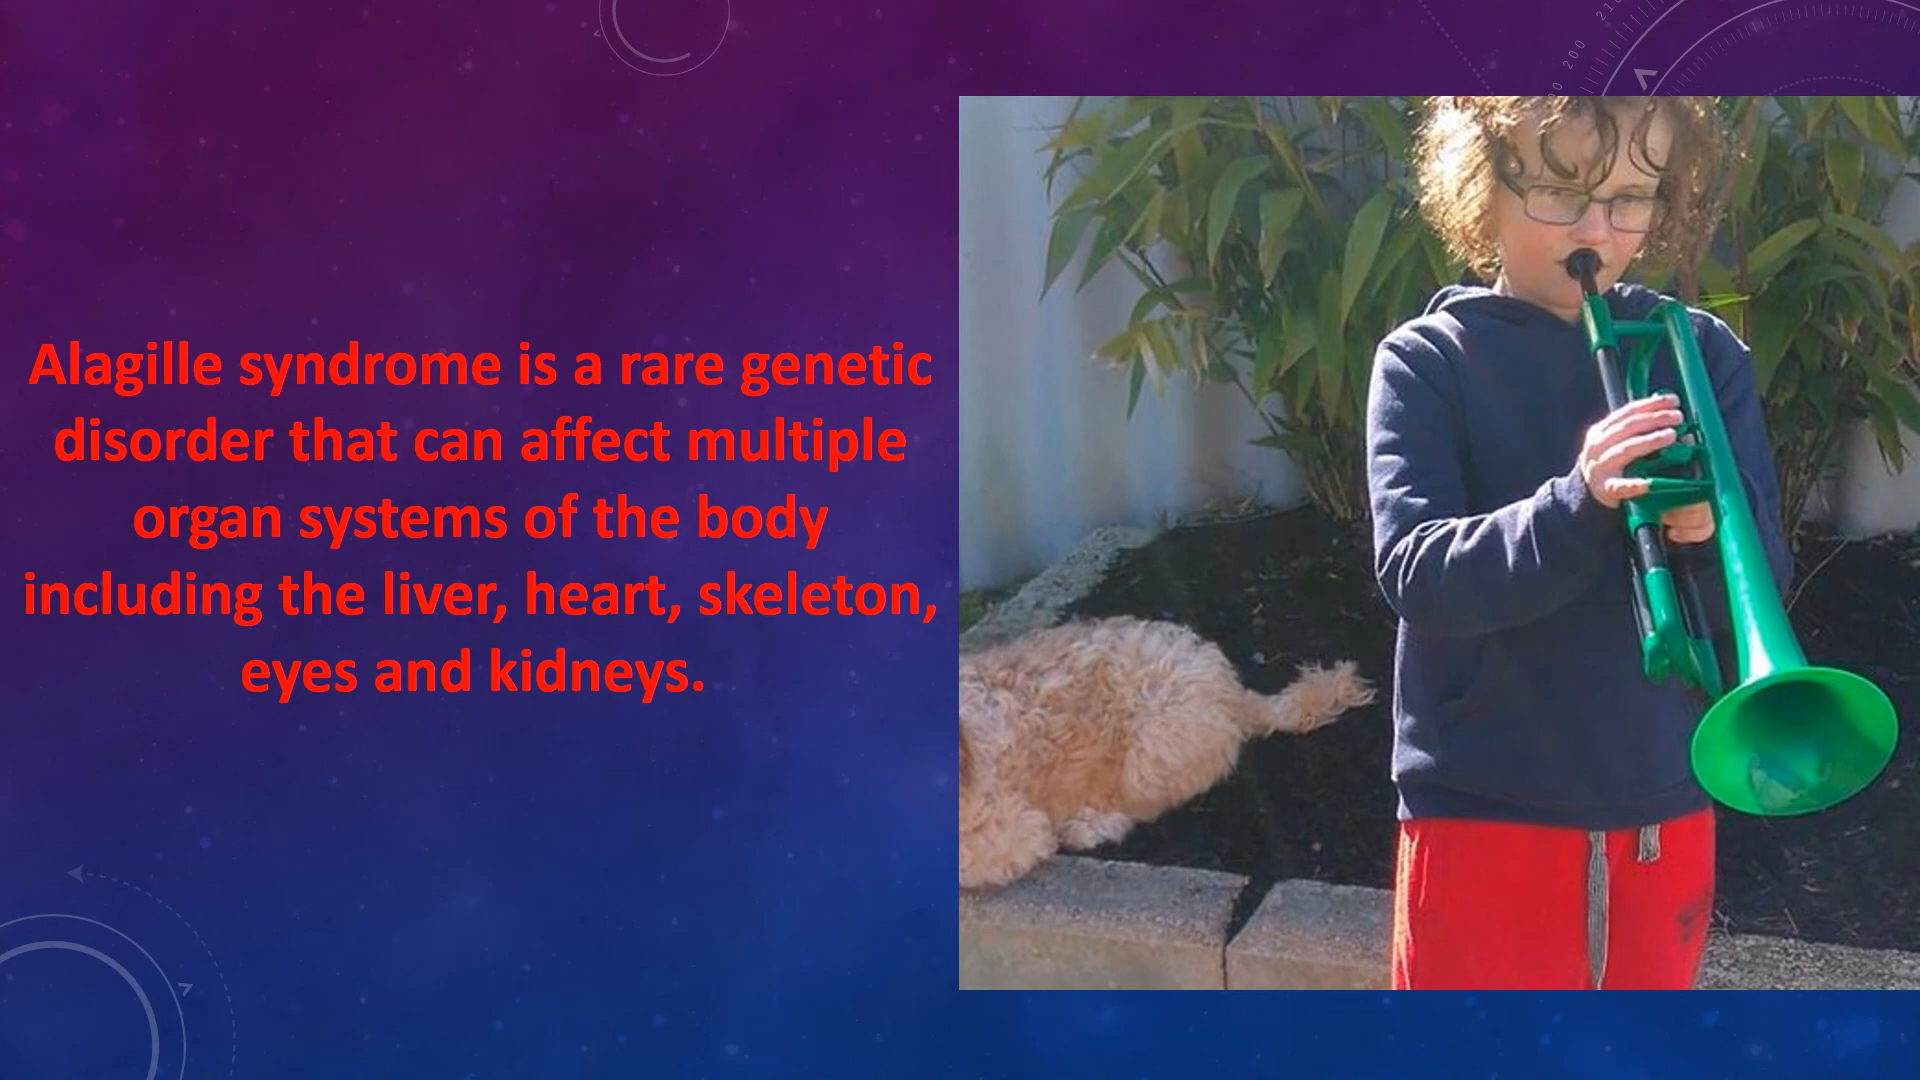 Alagille syndrome is a rare genetic
disorder that can affect multiple
organ systems of the body
including the liver, heart, skeleton,
eyes and kidneys.
200